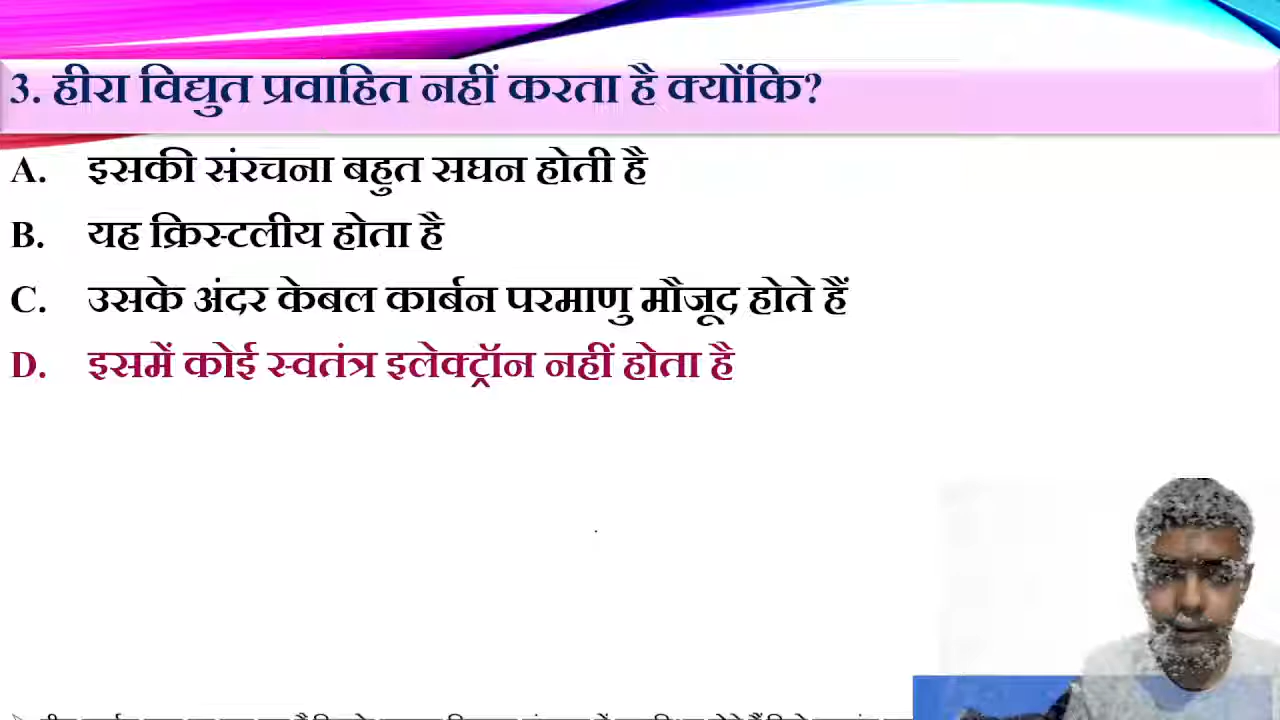 3. हीरा विद्युत प्रवाहित नहीं करता है क्योंकि?
A. इसकी संरचना बहुत सघन होती है
B. यह क्रिस्टलीय होता है
C. उसके अंदर केबल कार्बन परमाणु मौजूद होते हैं
D. इसमें कोई स्वतंत्र इलेक्ट्रॉन नहीं होता है